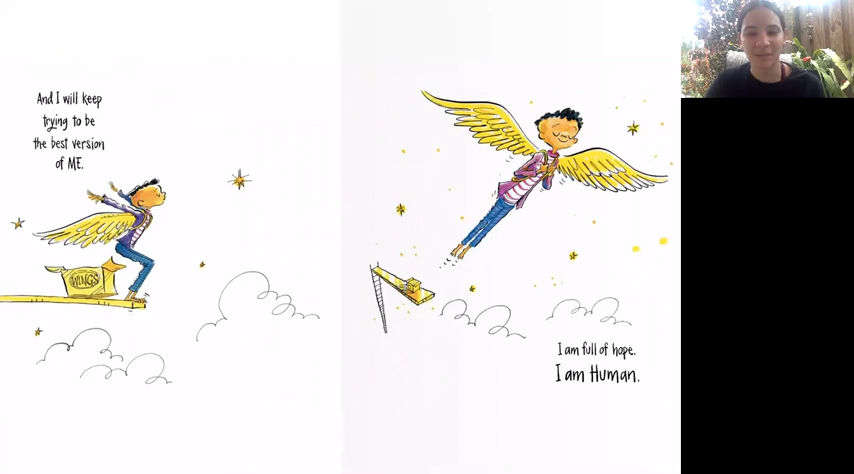 And I will keep
trying to be
the best version
of ME.
WINGS
I am full of hope.
I am Human.